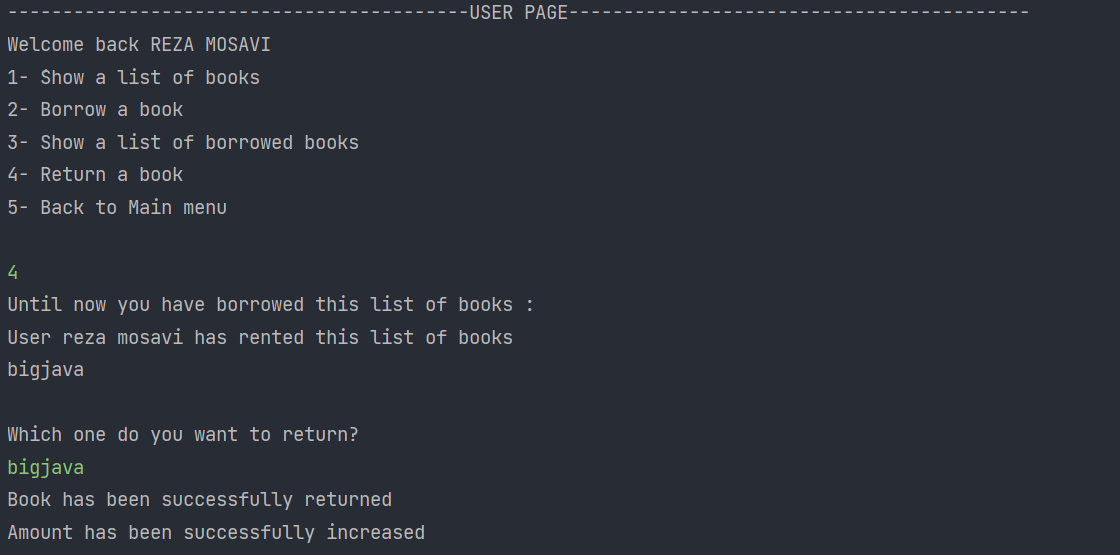 ------------------------------------------USER PAGE------------------------------------------
Welcome back REZA MOSAVI
1- Show a list of books
2- Borrow a book
3- Show a list of borrowed books
4- Return a book
5- Back to Main menu
4
Until now you have borrowed this list of books :
User reza mosavi has rented this list of books
bigjava
Which one do you want to return?
bigjava
Book has been successfully returned
Amount has been successfully increased